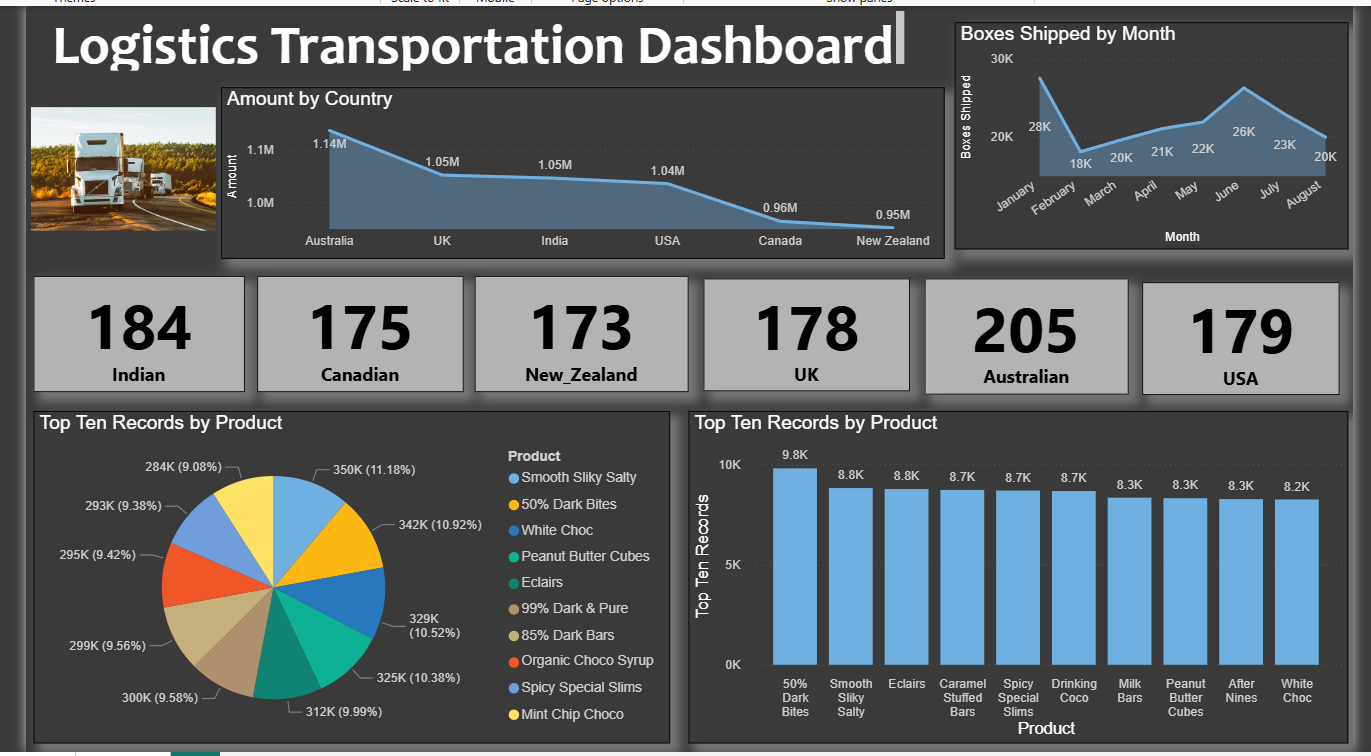 Themes
Scale to fit
Mobile
Page options
Show panes
Logistics Transportation Dashboard
Amount by Country
Amount
1.1M
1.0M
1.14M
1.05M
1.05M
1.04M
0.96M
0.95M
Australia
UK
India
USA
Canada
New Zealand
Boxes Shipped by Month
Boxes Shipped
30K
20K
28K
18K
20K
21K
22K
26K
23K
20K
January
February
March
April
May
June
July
August
Month
184
Indian
175
Canadian
173
New_Zealand
178
UK
205
Australian
179
USA
Top Ten Records by Product
350K (11.18%)
342K (10.92%)
329K
(10.52%)
325K (10.38%)
312K (9.99%)
300K (9.58%)
299K (9.56%)
295K (9.42%)
293K (9.38%)
284K (9.08%)
Product
Smooth Sliky Salty
50% Dark Bites
White Choc
Peanut Butter Cubes
Eclairs
99% Dark & Pure
85% Dark Bars
Organic Choco Syrup
Spicy Special Slims
Mint Chip Choco
Top Ten Records by Product
Top Ten Records
10K
5K
0K
9.8K
8.8K
8.8K
8.7K
8.7K
8.7K
8.3K
8.3K
8.3K
8.2K
50%
Dark
Bites
Smooth
Sliky
Salty
Eclairs
Caramel
Stuffed
Bars
Spicy
Special
Slims
Drinking
Coco
Milk
Bars
Peanut
Butter
Cubes
After
Nines
White
Choc
Product